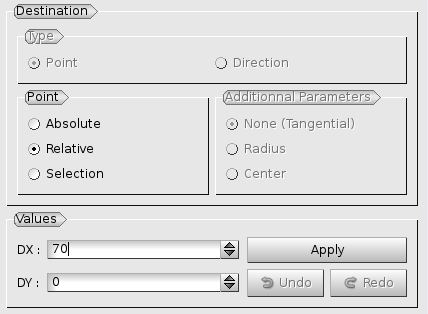 Destination
Type
Point Direction
Point Additionnal Parameters
Absolute None (Tangential)
Relative Radius
Selection Center
Values
DX : 70 Apply
DY : 0 Undo Redo